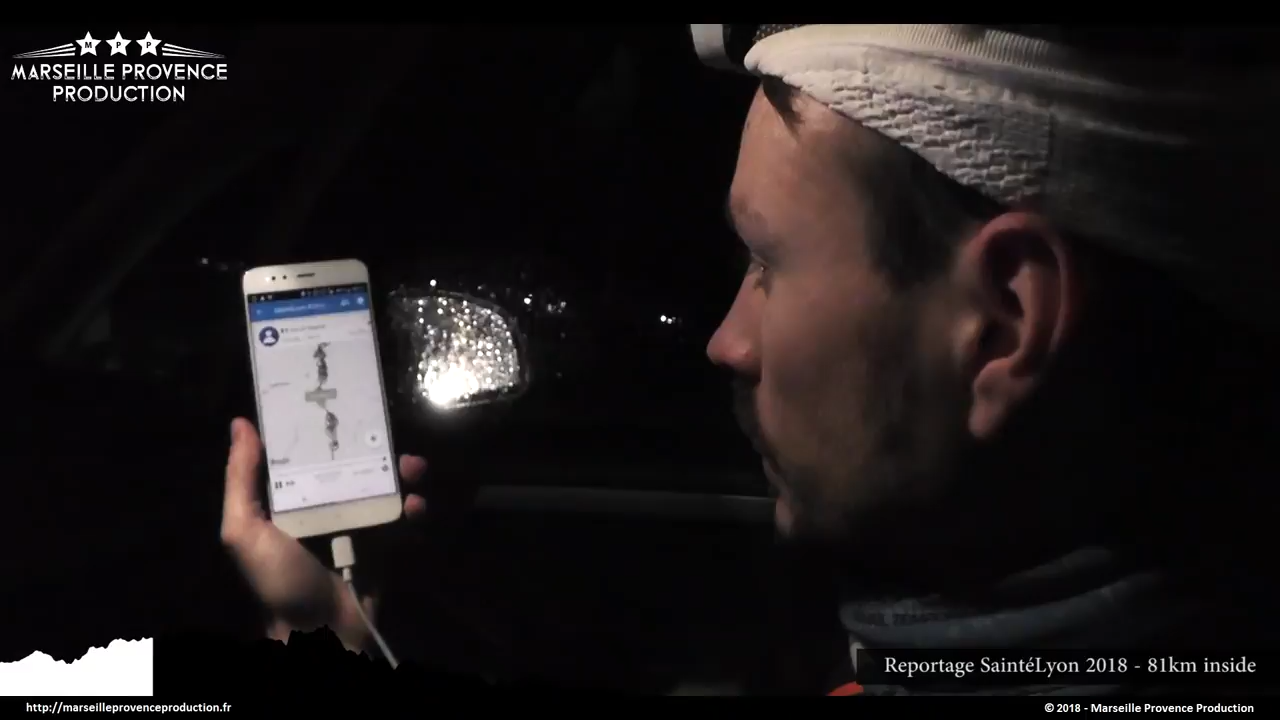 M P P
MARSEILLE PROVENCE
PRODUCTION
Reportage SaintéLyon 2018 - 81km inside
http://marseilleprovenceproduction.fr
© 2018 - Marseille Provence Production